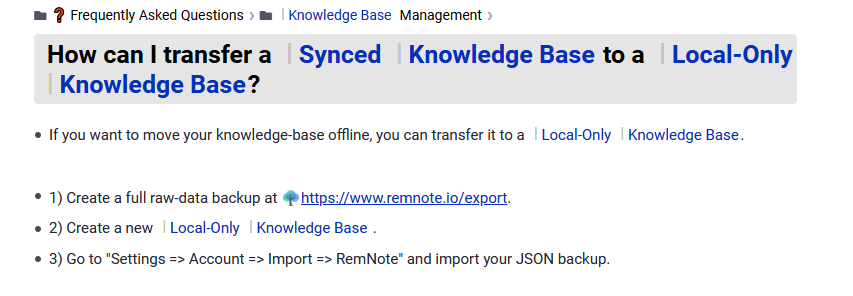 Frequently Asked Questions › Knowledge Base Management ›
How can I transfer a Synced Knowledge Base to a Local-Only
Knowledge Base?
• If you want to move your knowledge-base offline, you can transfer it to a Local-Only Knowledge Base.
• 1) Create a full raw-data backup at https://www.remnote.io/export.
• 2) Create a new Local-Only Knowledge Base .
• 3) Go to "Settings => Account => Import => RemNote" and import your JSON backup.